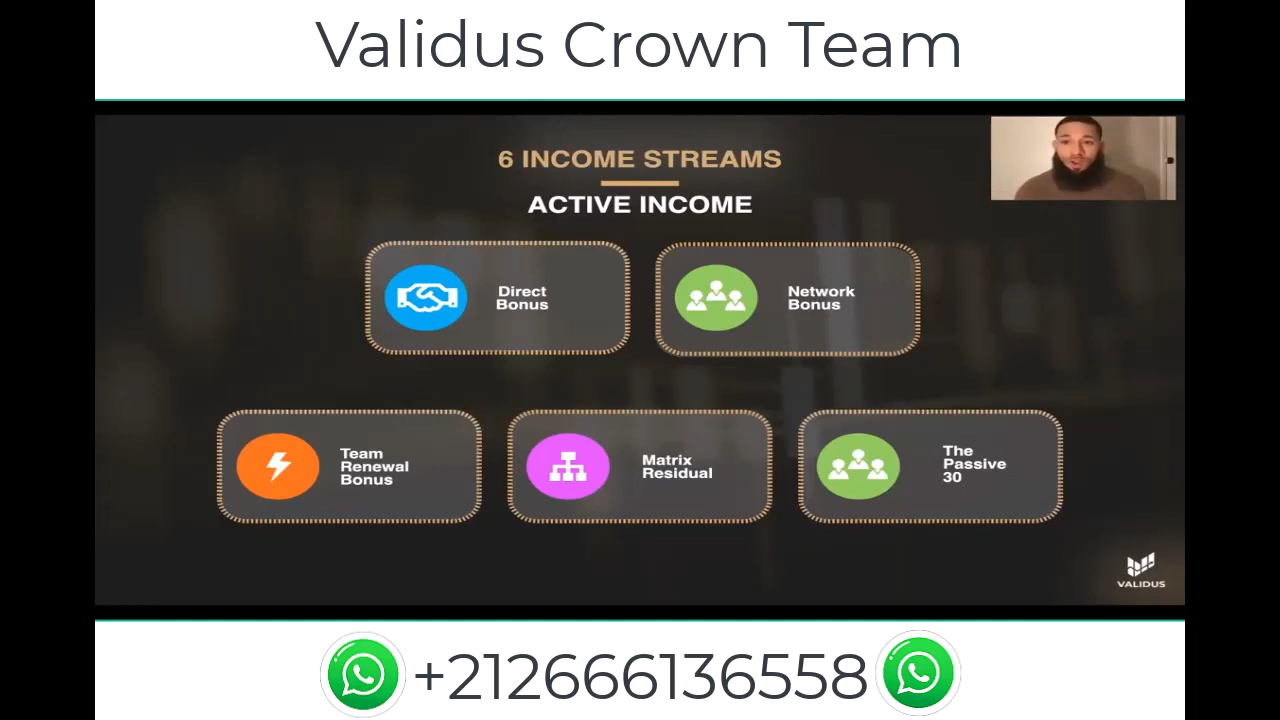 Validus Crown Team
6 INCOME STREAMS
ACTIVE INCOME
Direct
Bonus
Network
Bonus
Team
Renewal
Bonus
Matrix
Residual
The
Passive
30
VALIDUS
+212666136558